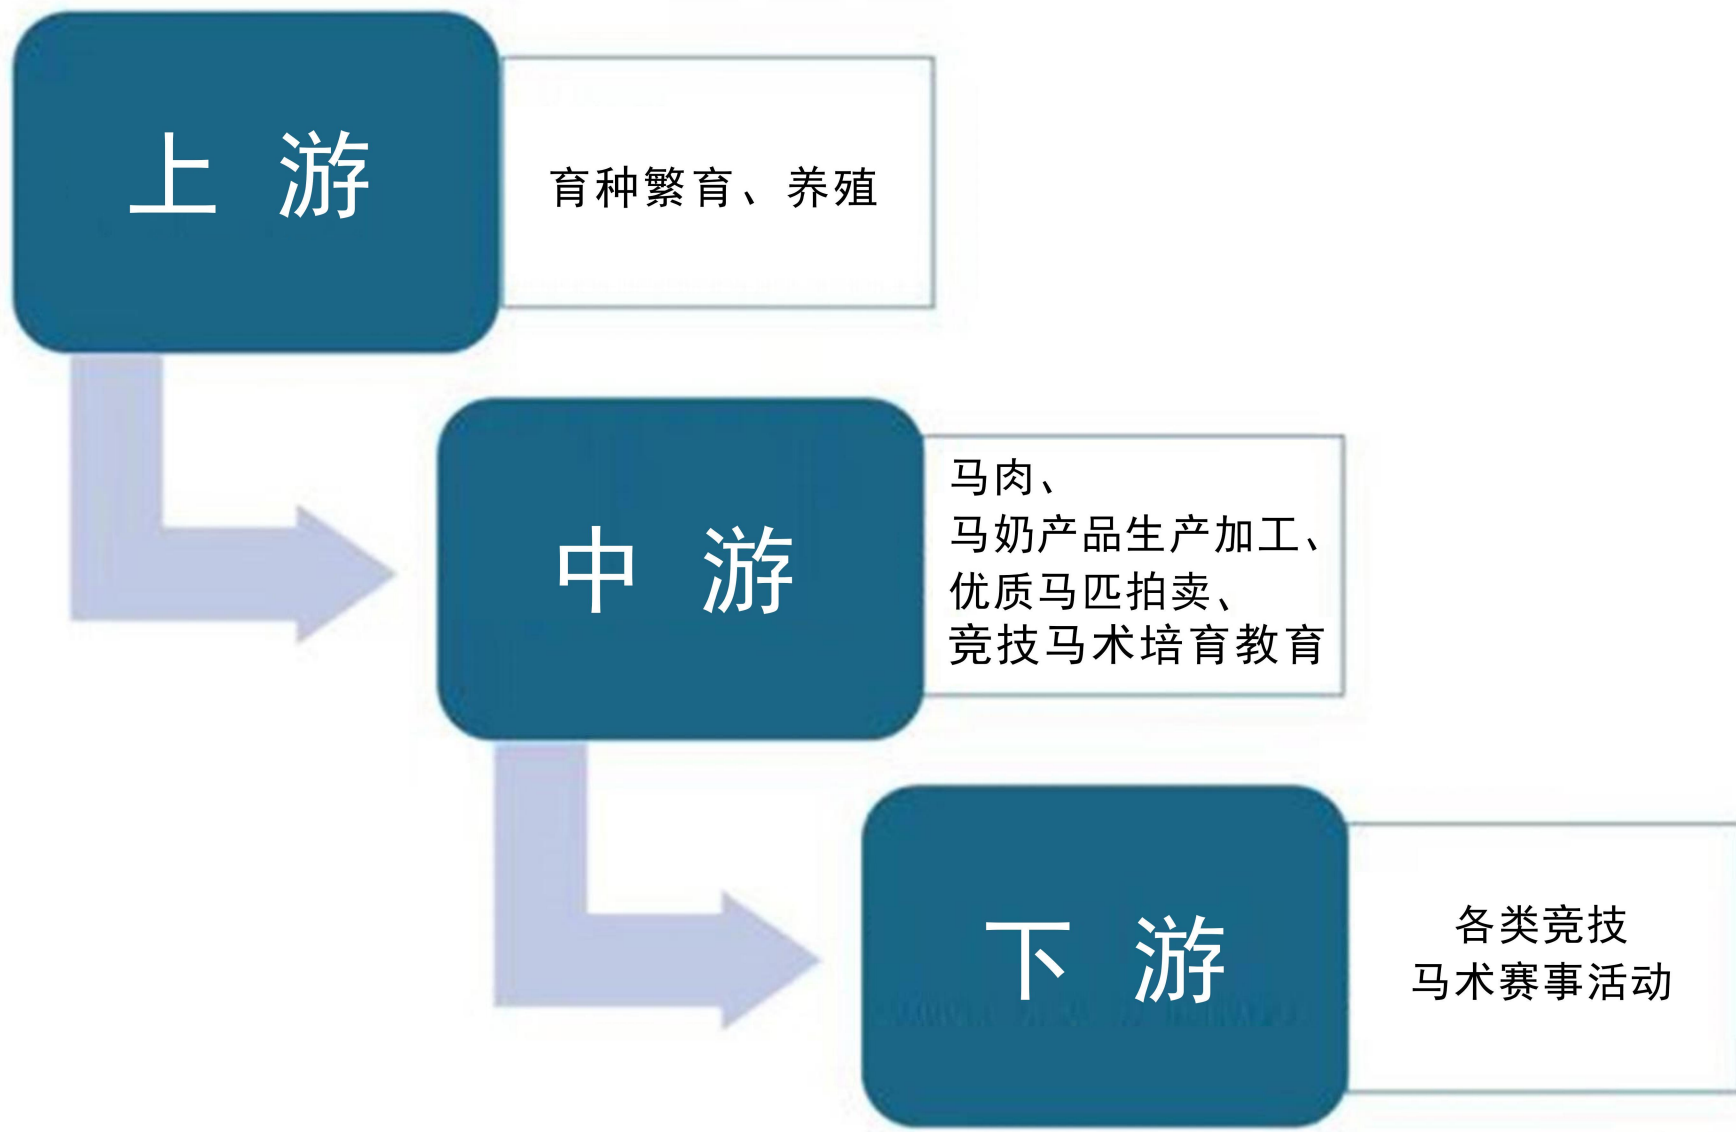 上游
育种繁育、养殖
中游
马肉、
马奶产品生产加工、
优质马匹拍卖、
竞技马术培育教育
下游
各类竞技
马术赛事活动